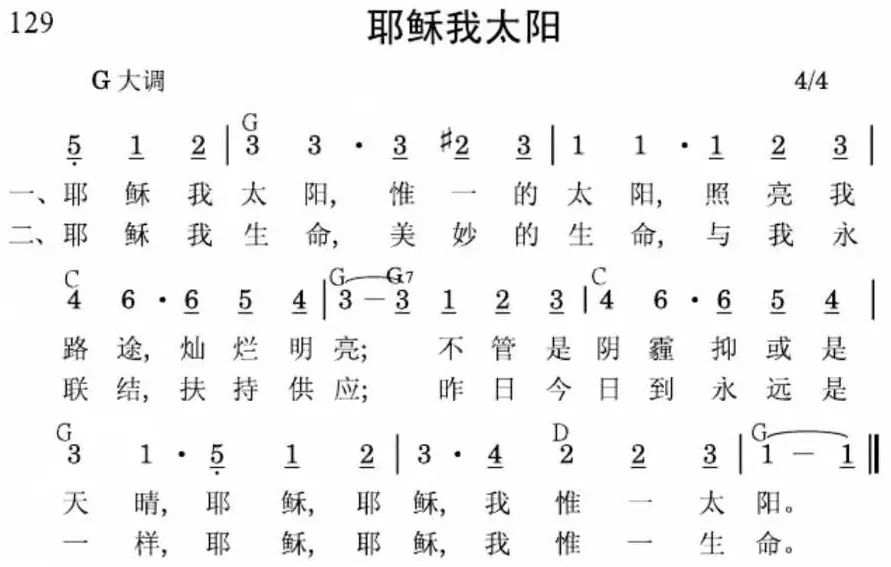 129 耶稣我太阳
G 大调 4/4
G
5̣ 1 2 | 3 3 · 3 #2 3 | 1 1 · 1 2 3 |
一、耶 稣 我 太 阳, 惟 一 的 太 阳, 照 亮 我
二、耶 稣 我 生 命, 美 妙 的 生 命, 与 我 永
C G G7 C
4 6 · 6 5 4 | 3 – 3 1 2 3 | 4 6 · 6 5 4 |
路 途, 灿 烂 明 亮; 不 管 是 阴 霾 抑 或 是
联 结, 扶 持 供 应; 昨 日 今 日 到 永 远 是
G D G
3 1 · 5̣ 1 2 | 3 · 4 2 2 3 | 1 – 1 ‖
天 晴, 耶 稣, 耶 稣, 我 惟 一 太 阳。
一 样, 耶 稣, 耶 稣, 我 惟 一 生 命。